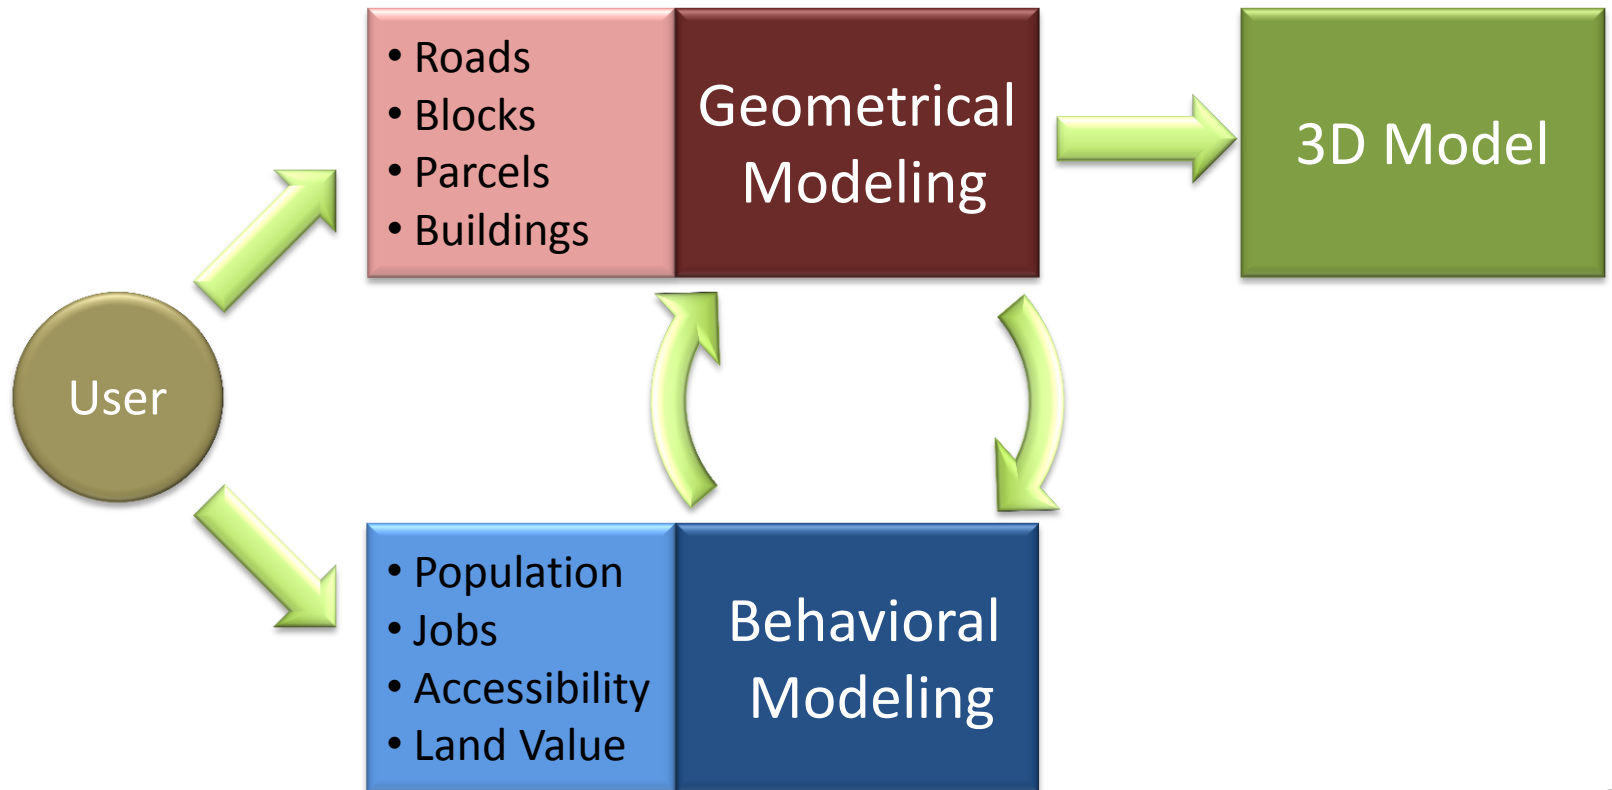 • Roads
• Blocks
• Parcels
• Buildings
Geometrical
Modeling
3D Model
User
• Population
• Jobs
• Accessibility
• Land Value
Behavioral
Modeling